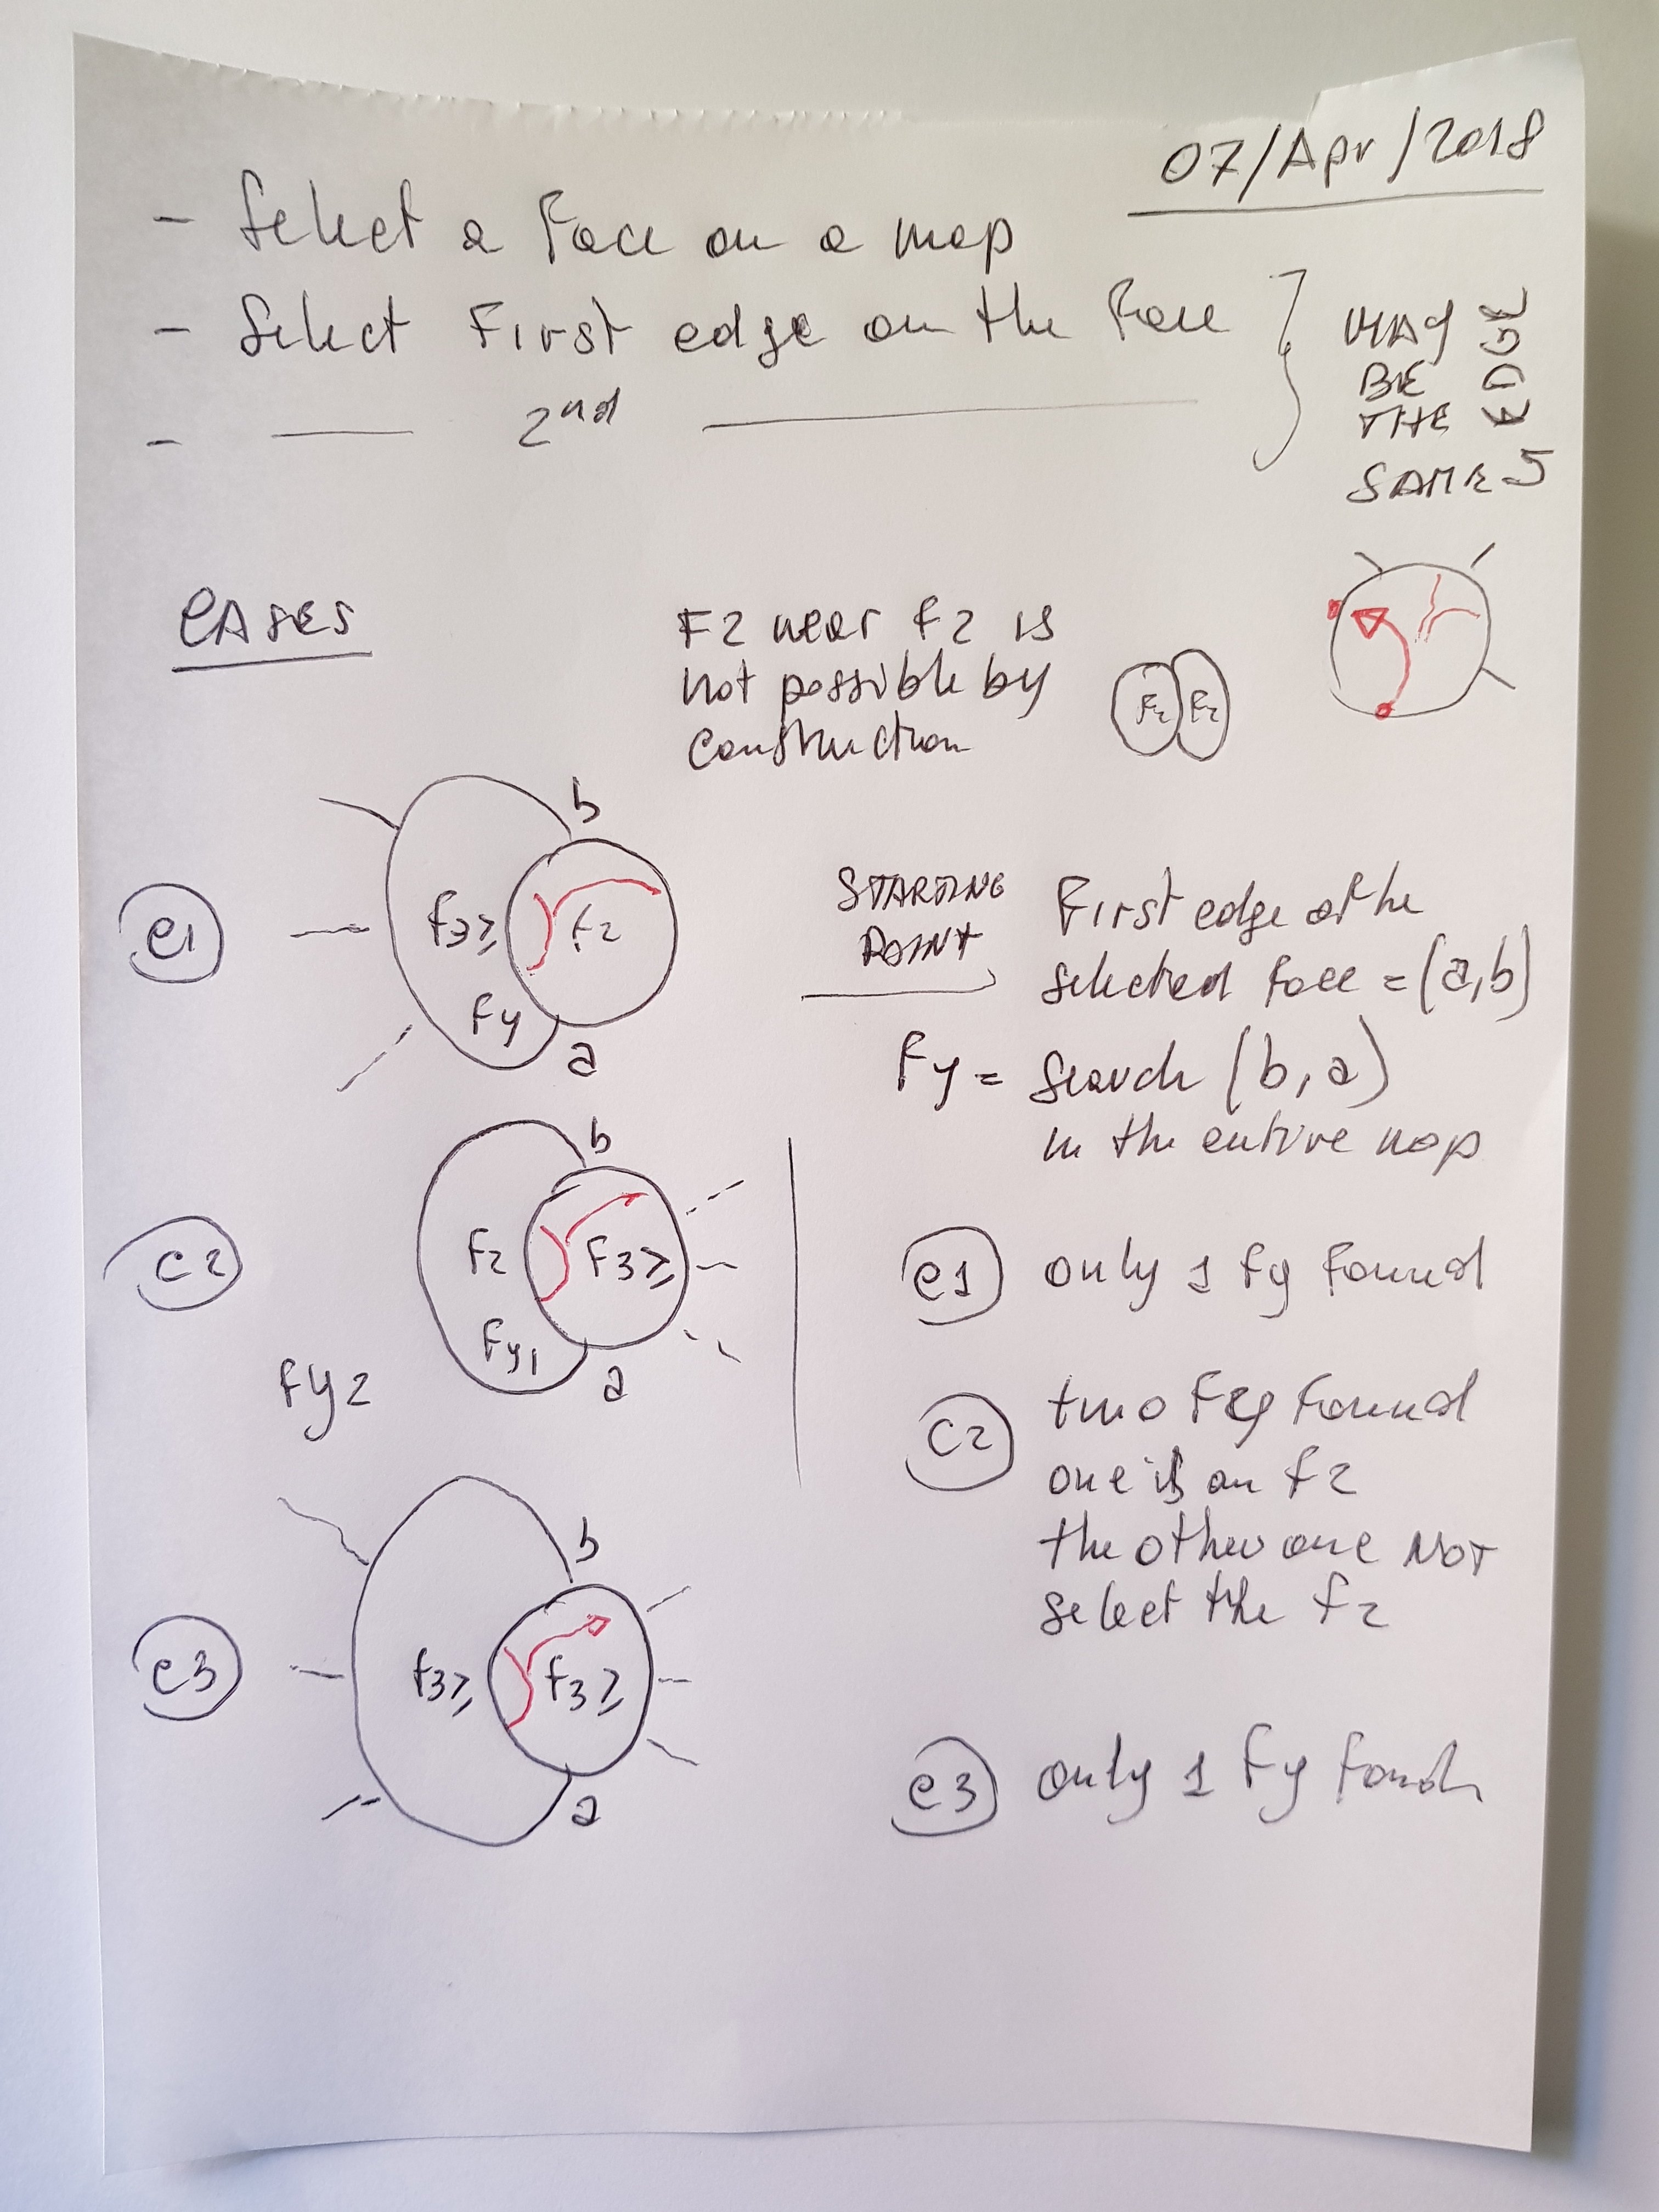 07/Apr/2018
- Select a Face on a map
- Select First edge on the Face
- 2nd
MAY
BE
THE
SAME
EDGE
CASES
F2 near f2 is
not possible by
construction
F2 F2
b
c1
f3≥ f2
Fy
a
STARTING
POINT
First edge of the
selected face = (a,b)
Fy = Search (b,a)
in the entire map
b
c2
F2 F3≥
Fy1
a
fy2
c1 only 1 fy found
c2 two Fy found
one is an f2
the other one NOT
select the f2
b
c3
f3≥ f3≥
a
c3 only 1 Fy found